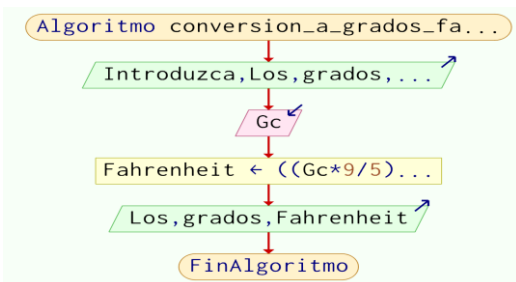 Algoritmo conversion_a_grados_fa...
Introduzca,Los,grados,...
Gc
Fahrenheit ← ((Gc*9/5)...
Los,grados,Fahrenheit
FinAlgoritmo